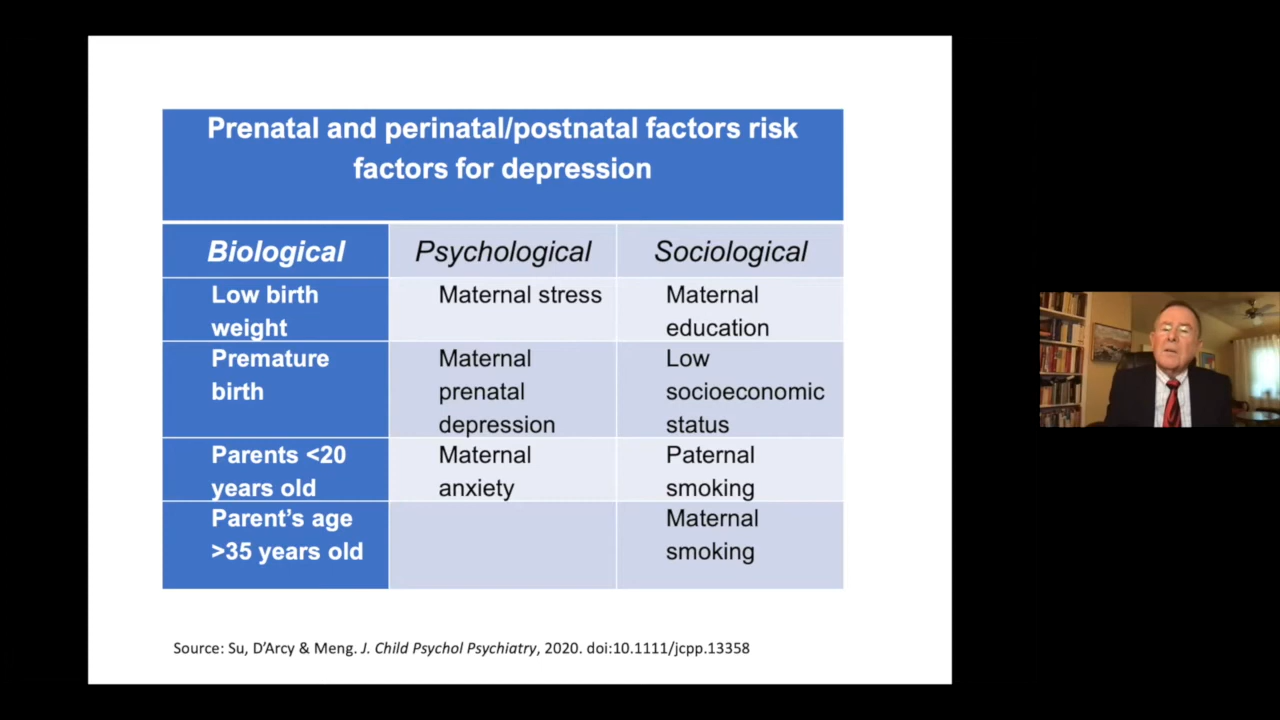 Prenatal and perinatal/postnatal factors risk
factors for depression
Biological
Psychological
Sociological
Low birth
weight
Maternal stress
Maternal
education
Premature
birth
Maternal
prenatal
depression
Low
socioeconomic
status
Parents <20
years old
Maternal
anxiety
Paternal
smoking
Parent’s age
>35 years old
Maternal
smoking
Source: Su, D’Arcy & Meng. J. Child Psychol Psychiatry, 2020. doi:10.1111/jcpp.13358